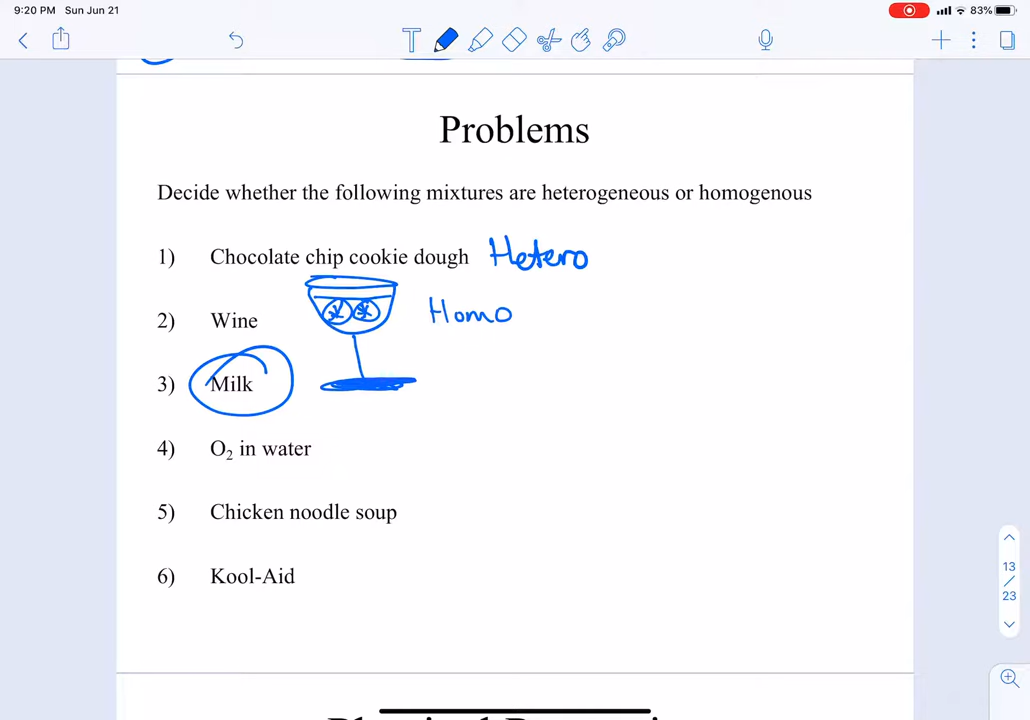 9:20 PM Sun Jun 21
83%
Problems
Decide whether the following mixtures are heterogeneous or homogenous
1) Chocolate chip cookie dough Hetero
2) Wine Homo
3) Milk
4) O₂ in water
5) Chicken noodle soup
6) Kool-Aid
13
/
23